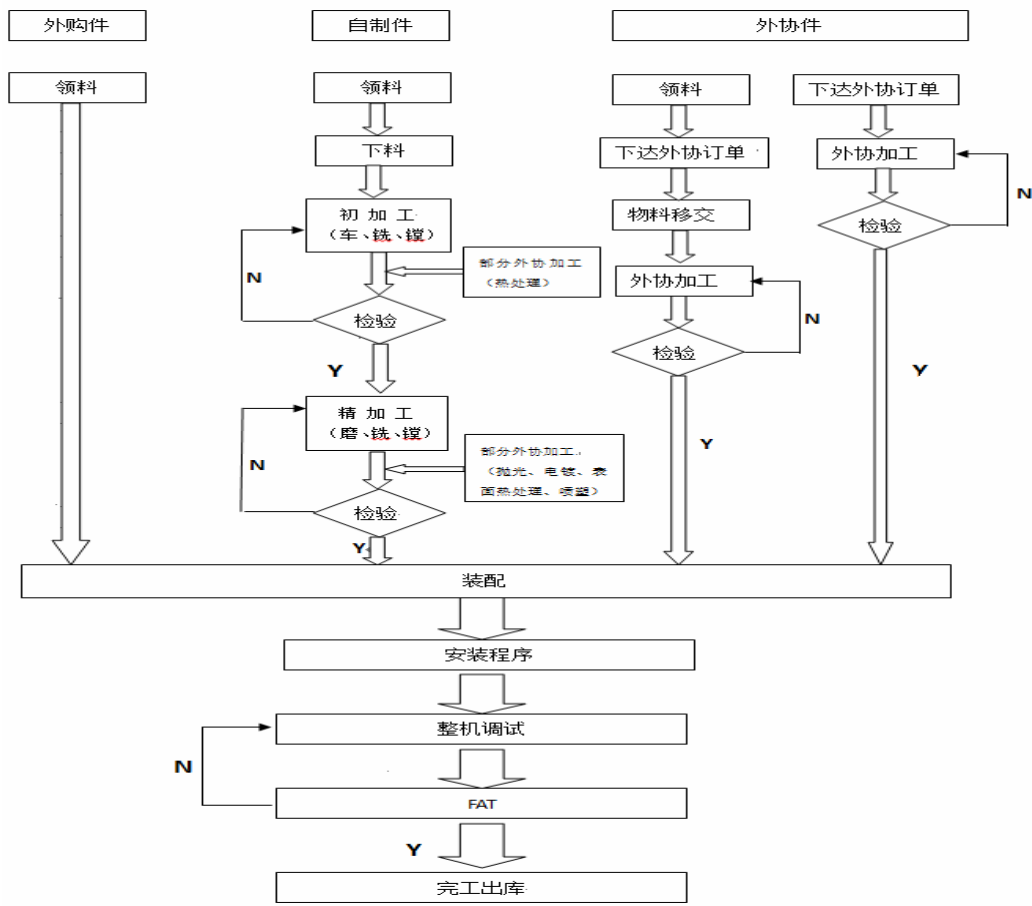 外购件
自制件
外协件
领料
领料
领料
下达外协订单
下料
下达外协订单
外协加工
初 加 工
（车、铣、镗）
物料移交
检验
N
部分外协加工
（热处理）
N
外协加工
N
检验
检验
Y
Y
精 加 工
（磨、铣、镗）
Y
部分外协加工
（抛光、电镀、表
面热处理、喷塑）
N
检验
Y
装配
安装程序
整机调试
N
FAT
Y
完工出库